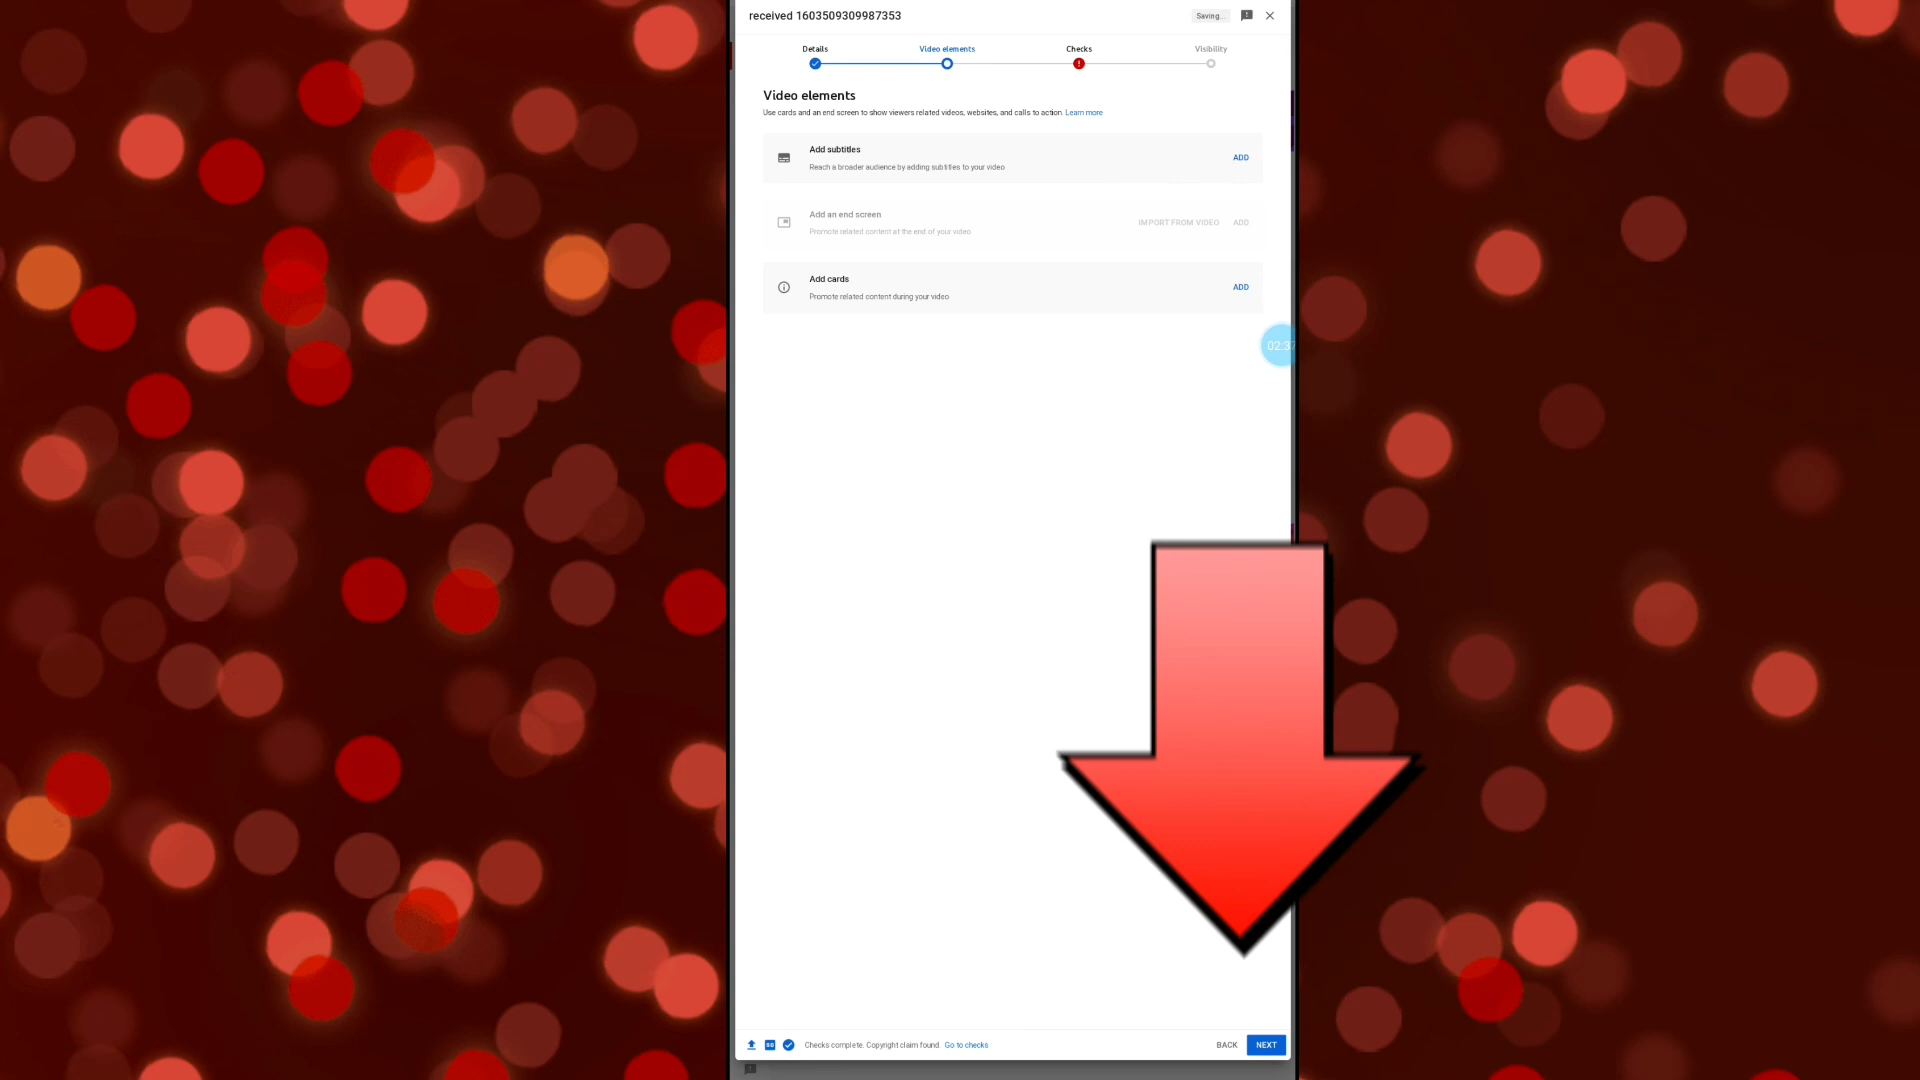 received 1603509309987353
Saving...
Details
Video elements
Checks
Visibility
Video elements
Use cards and an end screen to show viewers related videos, websites, and calls to action. Learn more
Add subtitles
Reach a broader audience by adding subtitles to your video
ADD
Add an end screen
Promote related content at the end of your video
IMPORT FROM VIDEO ADD
Add cards
Promote related content during your video
ADD
02:37
Checks complete. Copyright claim found. Go to checks
BACK
NEXT